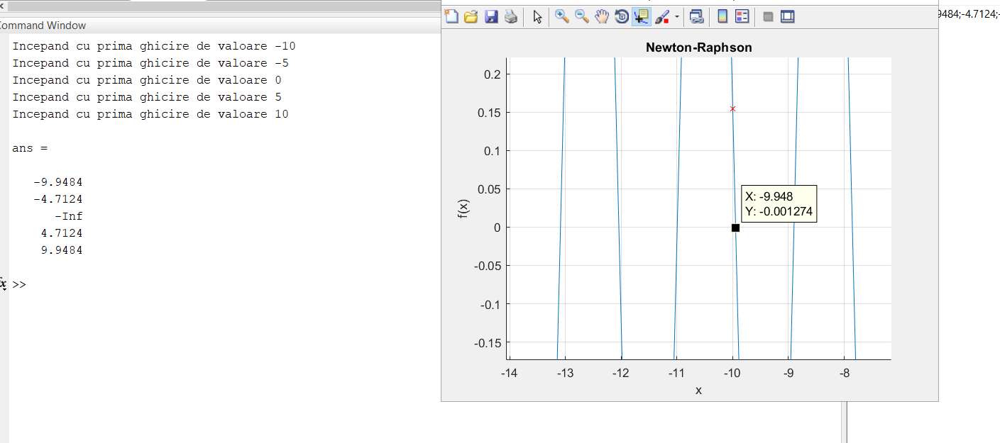 ommand Window
Incepand cu prima ghicire de valoare -10
Incepand cu prima ghicire de valoare -5
Incepand cu prima ghicire de valoare 0
Incepand cu prima ghicire de valoare 5
Incepand cu prima ghicire de valoare 10
ans =
-9.9484
-4.7124
-Inf
4.7124
9.9484
fx >>
9484;-4.7124;-
Newton-Raphson
0.2
0.15
0.1
0.05
0
-0.05
-0.1
-0.15
f(x)
X: -9.948
Y: -0.001274
-14 -13 -12 -11 -10 -9 -8
x